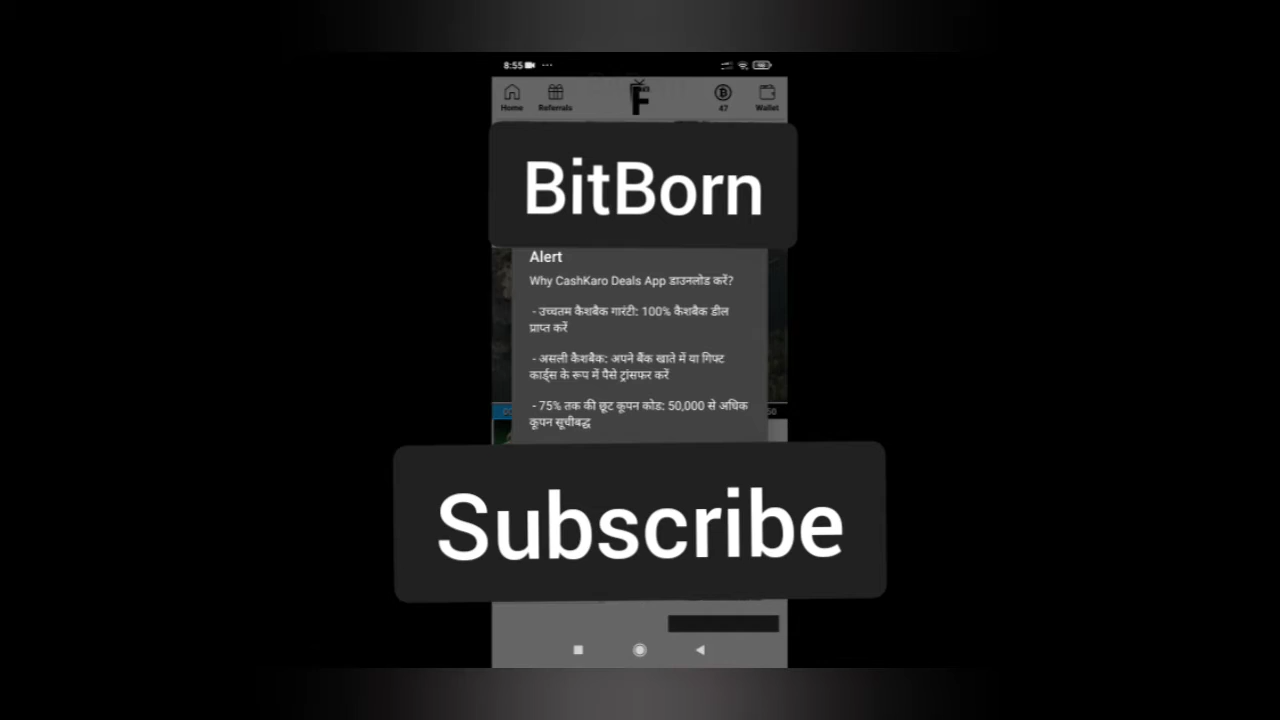 8:55
Home Referrals F 47 Wallet
BitBorn
Alert
Why CashKaro Deals App डाउनलोड करें?
- उच्चतम कैशबैक गारंटी: 100% कैशबैक डील
प्राप्त करें
- असली कैशबैक: अपने बैंक खाते में या गिफ्ट
कार्ड्स के रूप में पैसे ट्रांसफर करें
- 75% तक की छूट कूपन कोड: 50,000 से अधिक
कूपन सूचीबद्ध
Subscribe